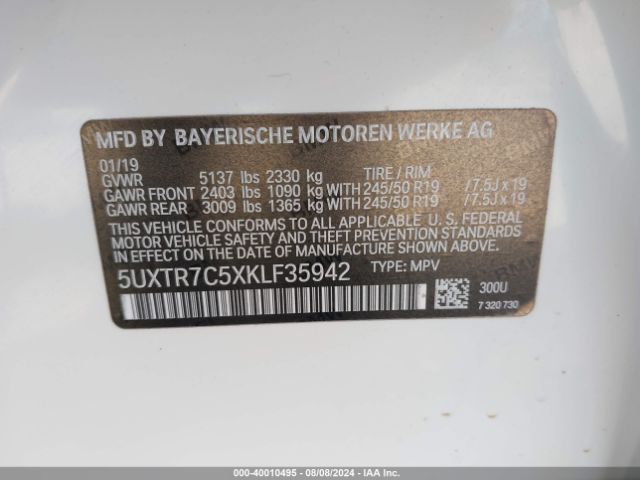 MFD BY BAYERISCHE MOTOREN WERKE AG
01/19
GVWR 5137 lbs 2330 kg TIRE / RIM
GAWR FRONT 2403 lbs 1090 kg WITH 245/50 R19 /7.5J x 19
GAWR REAR 3009 lbs 1365 kg WITH 245/50 R19 /7.5J x 19
THIS VEHICLE CONFORMS TO ALL APPLICABLE U. S. FEDERAL
MOTOR VEHICLE SAFETY AND THEFT PREVENTION STANDARDS
IN EFFECT ON THE DATE OF MANUFACTURE SHOWN ABOVE.
5UXTR7C5XKLF35942 TYPE: MPV
300U
7 320 730
COPART-40010495 - 08/08/2024 - IAA, Inc.